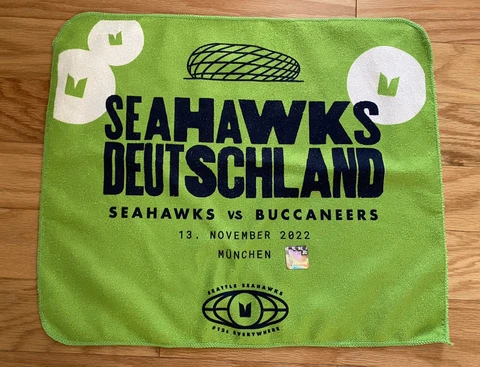 SEAHAWKS
DEUTSCHLAND
SEAHAWKS VS BUCCANEERS
13. NOVEMBER 2022
MÜNCHEN
SEATTLE SEAHAWKS
#12s EVERYWHERE